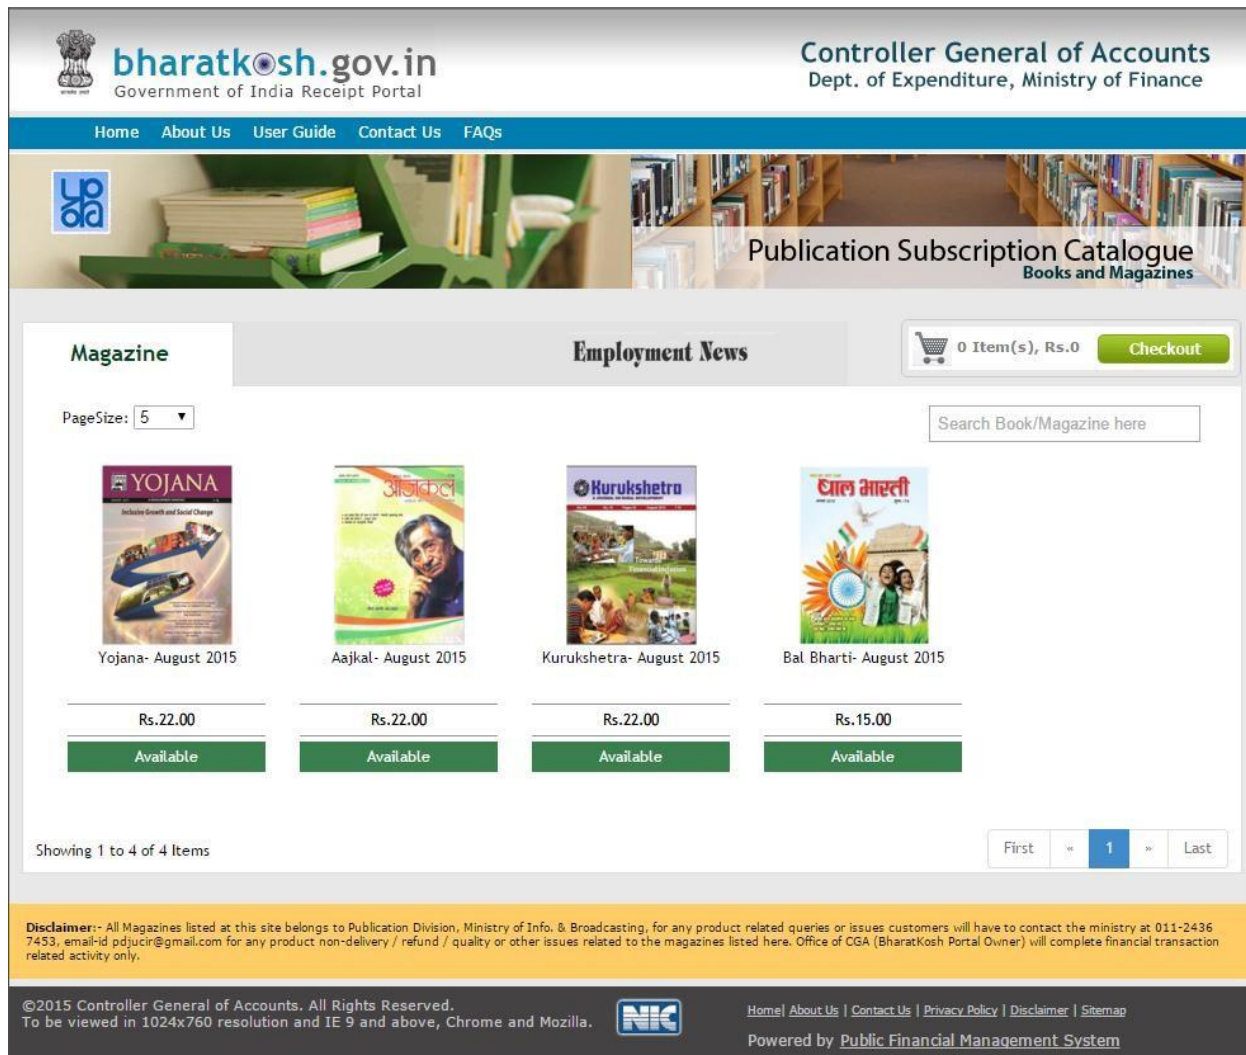 bharatkosh.gov.in
Government of India Receipt Portal
Controller General of Accounts
Dept. of Expenditure, Ministry of Finance
Home About Us User Guide Contact Us FAQs
Publication Subscription Catalogue
Books and Magazines
Magazine
Employment News
0 Item(s), Rs.0
Checkout
PageSize: 5
Search Book/Magazine here
YOJANA
Inclusive Growth and Social Change
आजकल
Kurukshetra
Towards
Financial Inclusion
बाल भारती
Yojana- August 2015
Aajkal- August 2015
Kurukshetra- August 2015
Bal Bharti- August 2015
Rs.22.00
Rs.22.00
Rs.22.00
Rs.15.00
Available
Available
Available
Available
Showing 1 to 4 of 4 Items
First « 1 » Last
Disclaimer:- All Magazines listed at this site belongs to Publication Division, Ministry of Info. & Broadcasting, for any product related queries or issues customers will have to contact the ministry at 011-2436
7453, email-id pdjucir@gmail.com for any product non-delivery / refund / quality or other issues related to the magazines listed here. Office of CGA (BharatKosh Portal Owner) will complete financial transaction
related activity only.
©2015 Controller General of Accounts. All Rights Reserved.
To be viewed in 1024x760 resolution and IE 9 and above, Chrome and Mozilla.
NIC
Home| About Us | Contact Us | Privacy Policy | Disclaimer | Sitemap
Powered by Public Financial Management System